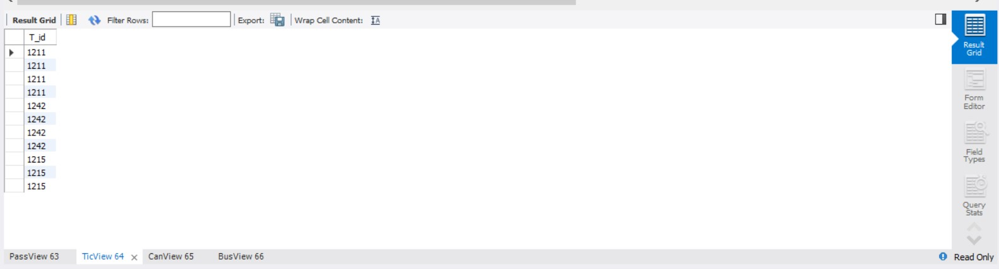 Result Grid Filter Rows: Export: Wrap Cell Content: IA
T_id
1211
1211
1211
1211
1242
1242
1242
1242
1215
1215
1215
Result
Grid
Form
Editor
Field
Types
Query
Stats
PassView 63 TicView 64 × CanView 65 BusView 66 Read Only